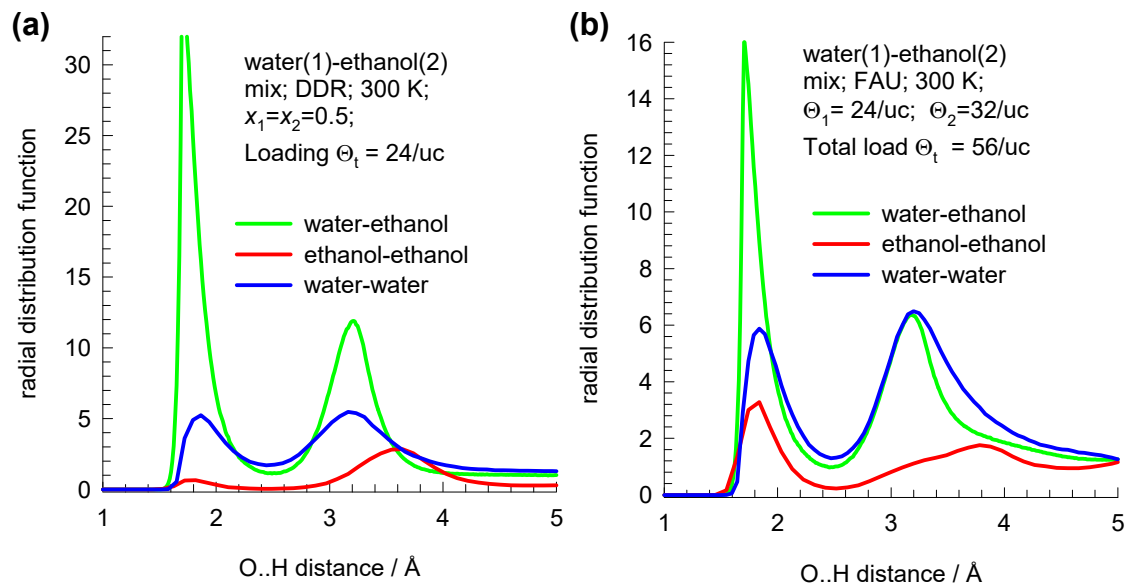 (a)
water(1)-ethanol(2)
mix; DDR; 300 K;
x₁=x₂=0.5;
Loading Θₜ = 24/uc
water-ethanol
ethanol-ethanol
water-water
radial distribution function
30
25
20
15
10
5
0
1 2 3 4 5
O..H distance / Å
(b)
water(1)-ethanol(2)
mix; FAU; 300 K;
Θ₁= 24/uc; Θ₂=32/uc
Total load Θₜ = 56/uc
water-ethanol
ethanol-ethanol
water-water
radial distribution function
16
14
12
10
8
6
4
2
0
1 2 3 4 5
O..H distance / Å